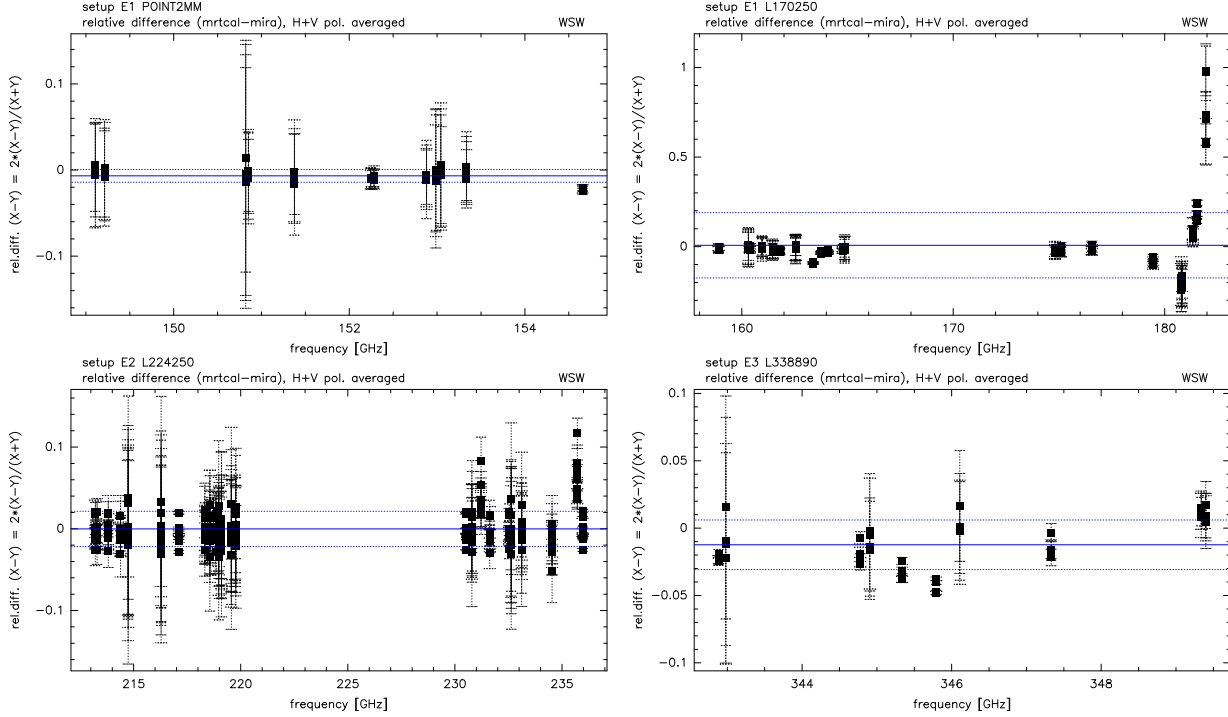 setup E1 POINT2MM
relative difference (mrtcal-mira), H+V pol. averaged WSW
rel.diff. (X-Y) = 2*(X-Y)/(X+Y)
0.1
0
-0.1
150 152 154
frequency [GHz]
setup E1 L170250
relative difference (mrtcal-mira), H+V pol. averaged WSW
rel.diff. (X-Y) = 2*(X-Y)/(X+Y)
1
0.5
0
160 170 180
frequency [GHz]
setup E2 L224250
relative difference (mrtcal-mira), H+V pol. averaged WSW
rel.diff. (X-Y) = 2*(X-Y)/(X+Y)
0.1
0
-0.1
215 220 225 230 235
frequency [GHz]
setup E3 L338890
relative difference (mrtcal-mira), H+V pol. averaged WSW
rel.diff. (X-Y) = 2*(X-Y)/(X+Y)
0.1
0.05
0
-0.05
-0.1
344 346 348
frequency [GHz]